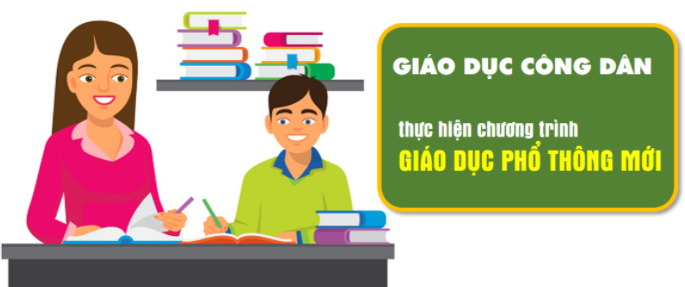 GIÁO DỤC CÔNG DÂN
thực hiện chương trình
GIÁO DỤC PHỔ THÔNG MỚI